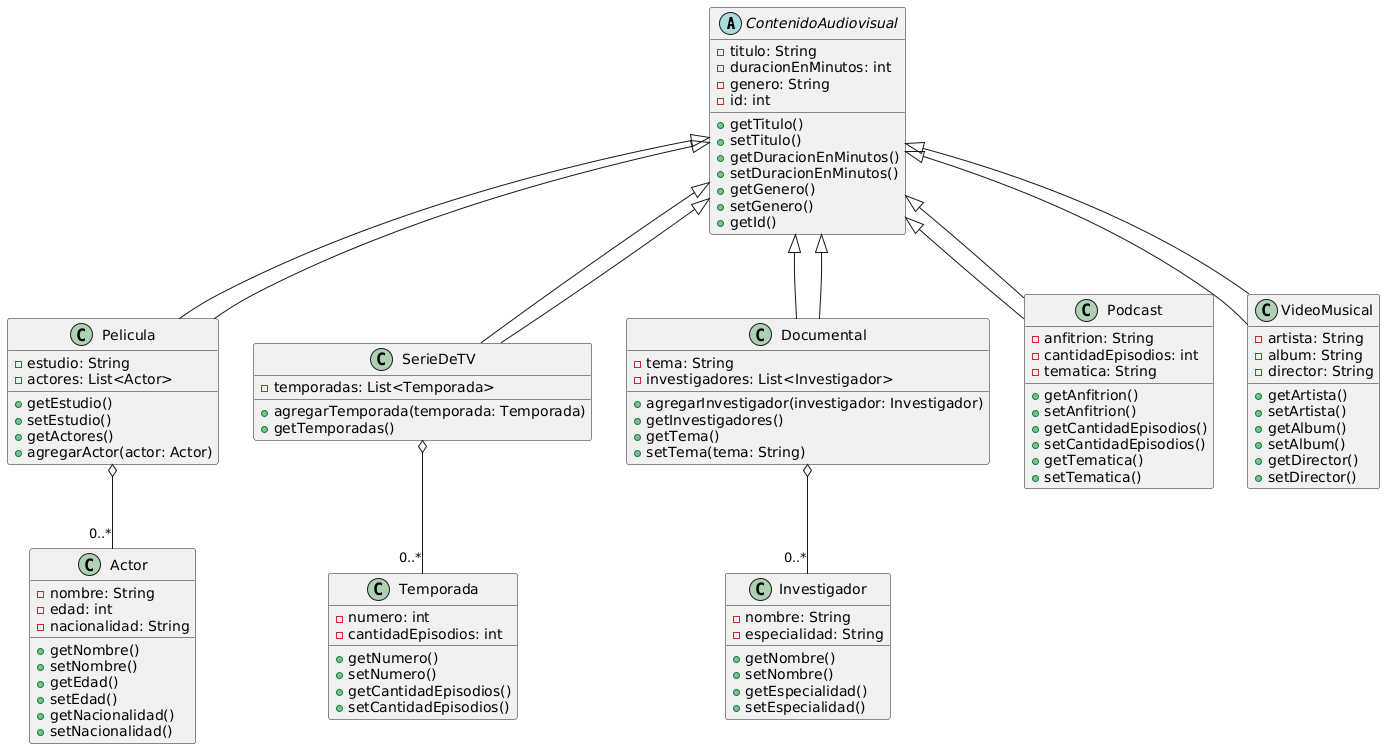 A ContenidoAudiovisual
titulo: String
duracionEnMinutos: int
genero: String
id: int
getTitulo()
setTitulo()
getDuracionEnMinutos()
setDuracionEnMinutos()
getGenero()
setGenero()
getId()
C Pelicula
estudio: String
actores: List<Actor>
getEstudio()
setEstudio()
getActores()
agregarActor(actor: Actor)
C SerieDeTV
temporadas: List<Temporada>
agregarTemporada(temporada: Temporada)
getTemporadas()
C Documental
tema: String
investigadores: List<Investigador>
agregarInvestigador(investigador: Investigador)
getInvestigadores()
getTema()
setTema(tema: String)
C Podcast
anfitrion: String
cantidadEpisodios: int
tematica: String
getAnfitrion()
setAnfitrion()
getCantidadEpisodios()
setCantidadEpisodios()
getTematica()
setTematica()
C VideoMusical
artista: String
album: String
director: String
getArtista()
setArtista()
getAlbum()
setAlbum()
getDirector()
setDirector()
0..*
0..*
0..*
C Actor
nombre: String
edad: int
nacionalidad: String
getNombre()
setNombre()
getEdad()
setEdad()
getNacionalidad()
setNacionalidad()
C Temporada
numero: int
cantidadEpisodios: int
getNumero()
setNumero()
getCantidadEpisodios()
setCantidadEpisodios()
C Investigador
nombre: String
especialidad: String
getNombre()
setNombre()
getEspecialidad()
setEspecialidad()